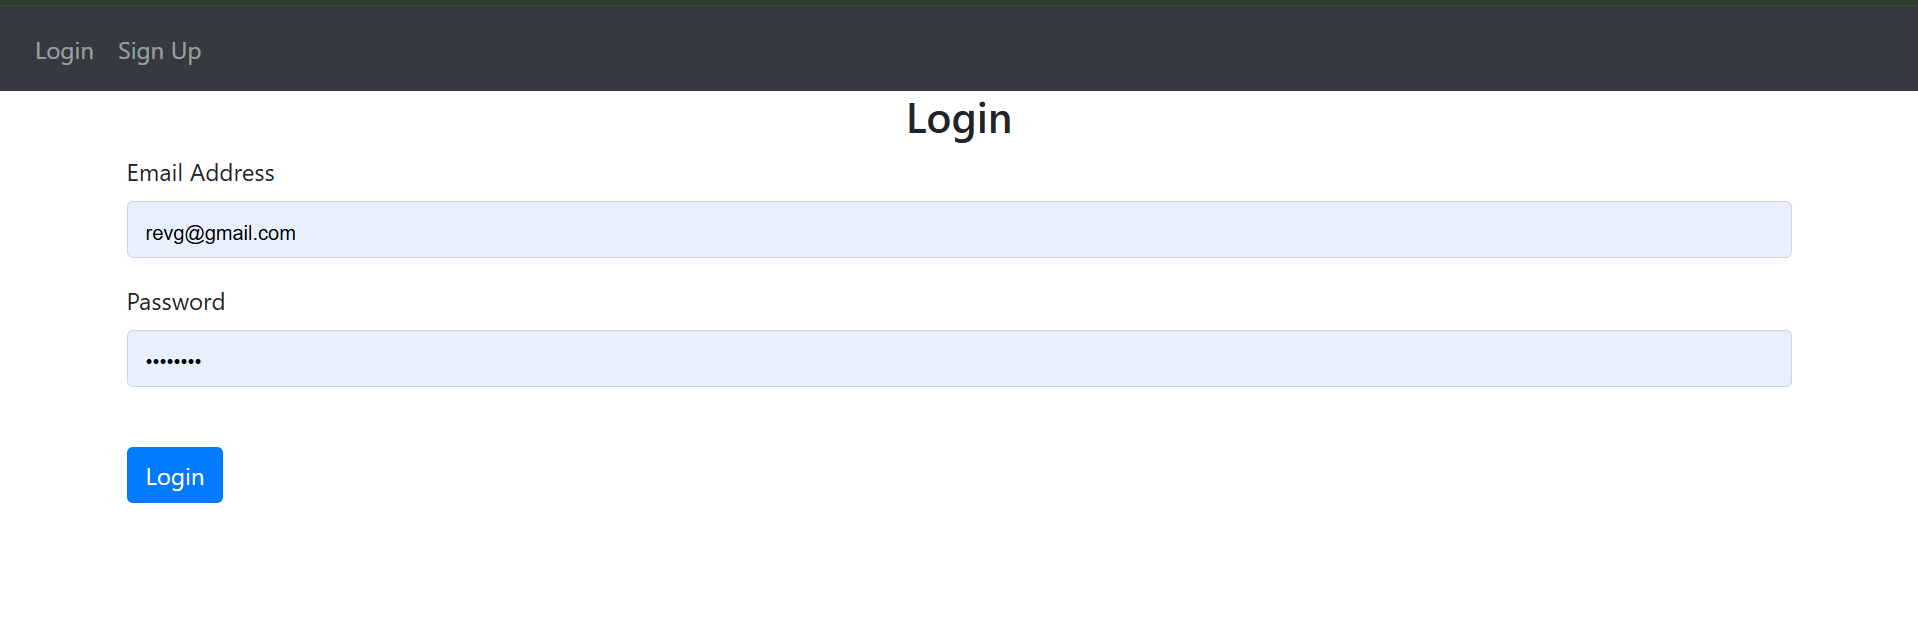 Login Sign Up
Login
Email Address
revg@gmail.com
Password
••••••••
Login